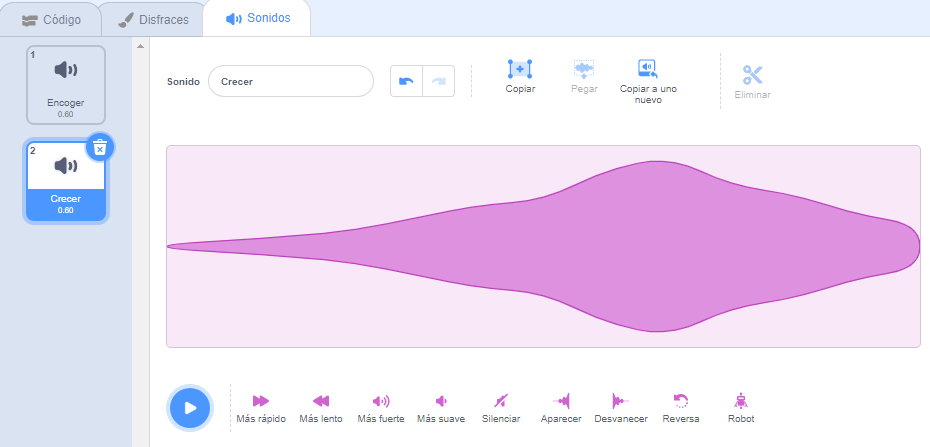 Código
Disfraces
Sonidos
1
Encoger
0.60
2
Crecer
0.60
Sonido
Crecer
Copiar
Pegar
Copiar a uno
nuevo
Eliminar
Más rápido
Más lento
Más fuerte
Más suave
Silenciar
Aparecer
Desvanecer
Reversa
Robot